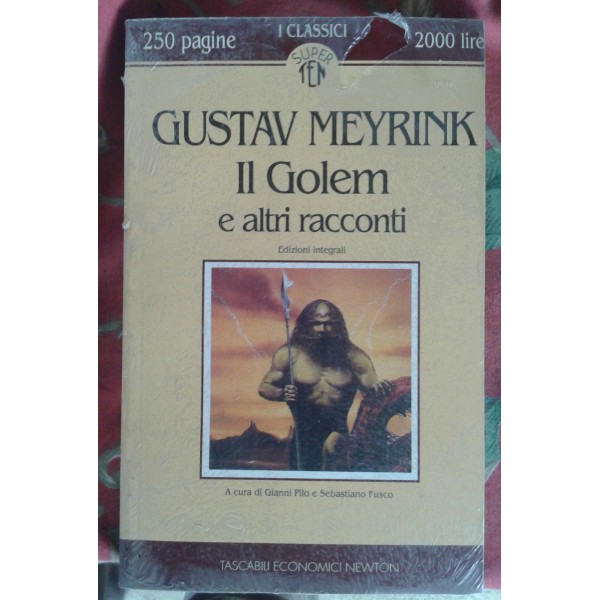 I CLASSICI
250 pagine
2000 lire
SUPER
TEN
GUSTAV MEYRINK
Il Golem
e altri racconti
Edizioni integrali
A cura di Gianni Pilo e Sebastiano Fusco
TASCABILI ECONOMICI NEWTON